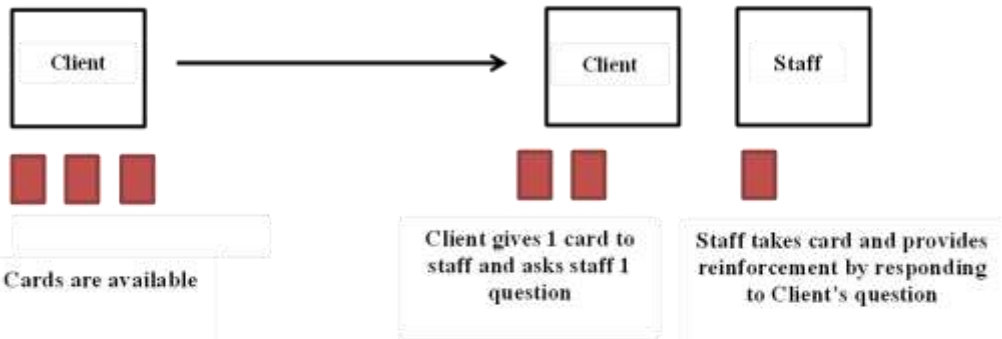 Client
Client
Staff
Cards are available
Client gives 1 card to
staff and asks staff 1
question
Staff takes card and provides
reinforcement by responding
to Client's question